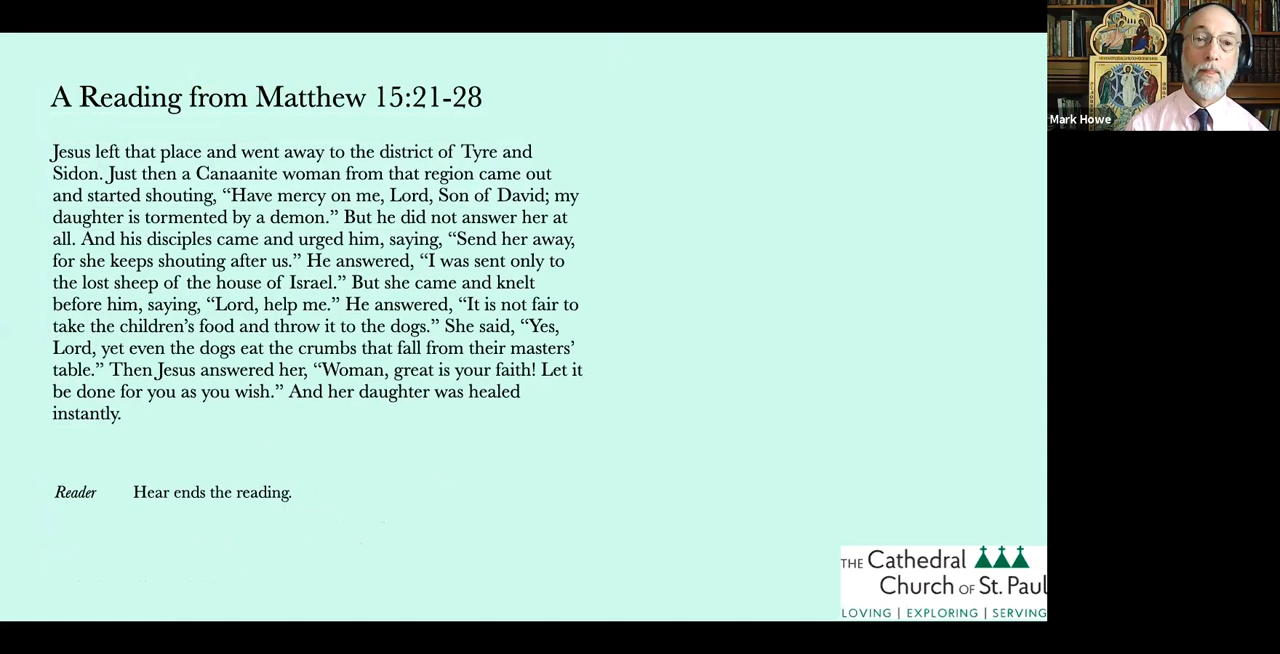 A Reading from Matthew 15:21-28
Jesus left that place and went away to the district of Tyre and
Sidon. Just then a Canaanite woman from that region came out
and started shouting, “Have mercy on me, Lord, Son of David; my
daughter is tormented by a demon.” But he did not answer her at
all. And his disciples came and urged him, saying, “Send her away,
for she keeps shouting after us.” He answered, “I was sent only to
the lost sheep of the house of Israel.” But she came and knelt
before him, saying, “Lord, help me.” He answered, “It is not fair to
take the children’s food and throw it to the dogs.” She said, “Yes,
Lord, yet even the dogs eat the crumbs that fall from their masters’
table.” Then Jesus answered her, “Woman, great is your faith! Let it
be done for you as you wish.” And her daughter was healed
instantly.
Reader Hear ends the reading.
THE Cathedral
Church OF St. Paul
LOVING | EXPLORING | SERVING
Mark Howe